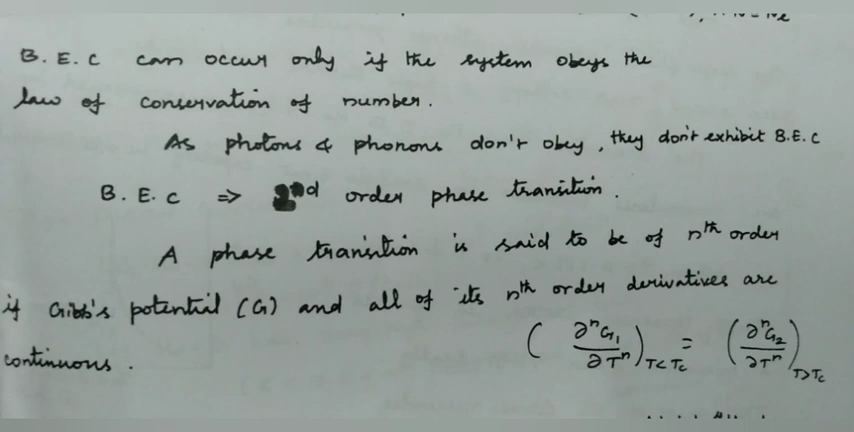 B.E.C can occur only if the system obeys the
law of conservation of number.
As photons & phonons don't obey, they don't exhibit B.E.C
B.E.C ⇒ 2nd order phase transition.
A phase transition is said to be of nth order
if Gibb's potential (G) and all of its nth order derivatives are
continuous. (∂ⁿG₁/∂Tⁿ)T<Tc = (∂ⁿG₂/∂Tⁿ)T>Tc